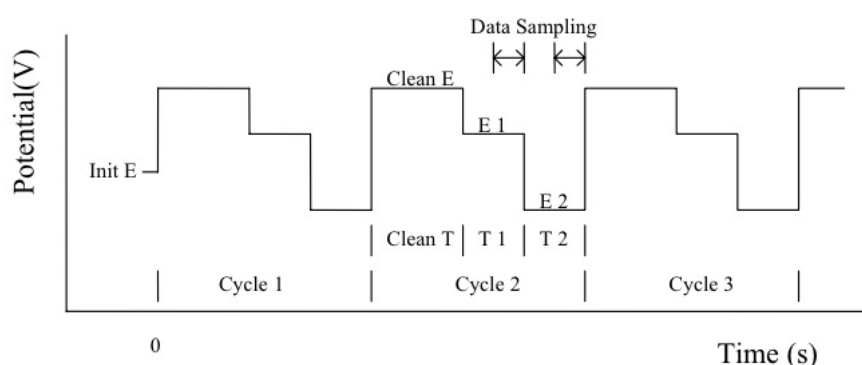 Data Sampling
Potential(V)
Clean E
E 1
Init E
E 2
Clean T
T 1
T 2
Cycle 1
Cycle 2
Cycle 3
0
Time (s)